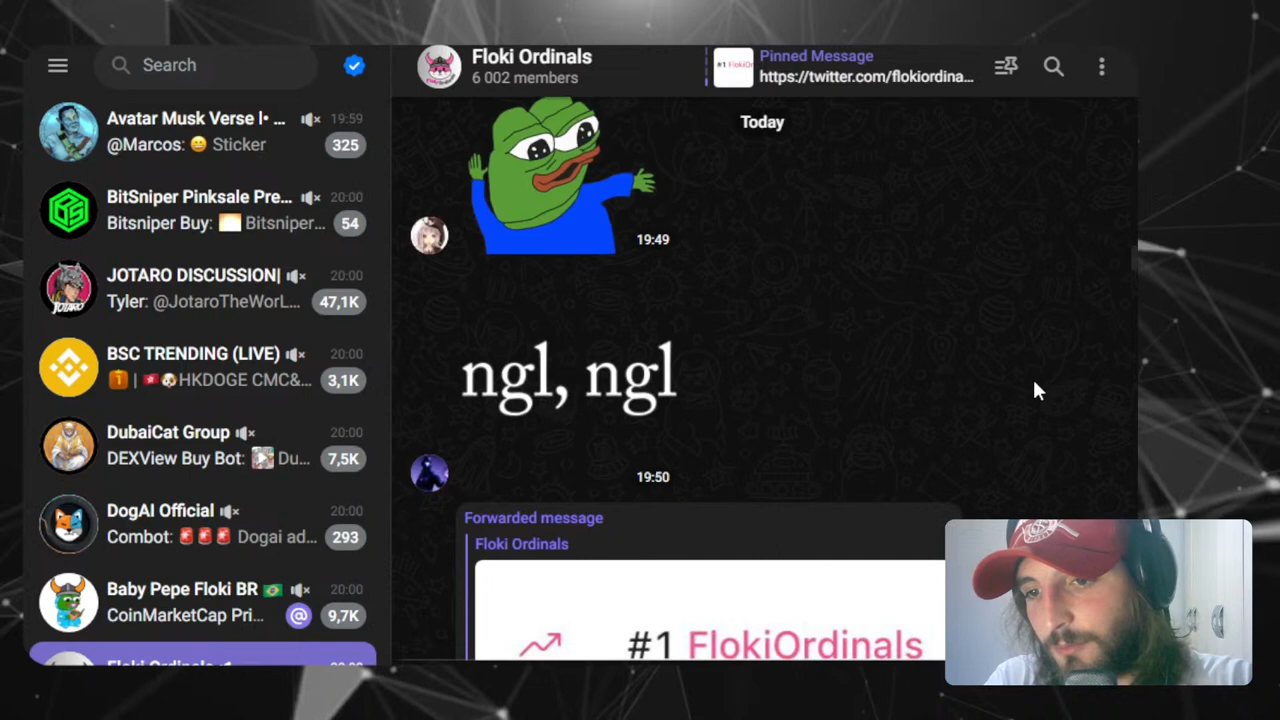 Search
Avatar Musk Verse l• ...
19:59
@Marcos: 😀 Sticker
325
BitSniper Pinksale Pre...
20:00
Bitsniper Buy: Bitsniper...
54
JOTARO DISCUSSION|
20:00
Tyler: @JotaroTheWorL...
47,1K
BSC TRENDING (LIVE)
20:00
1 | 🇭🇰🐶HKDOGE CMC&...
3,1K
DubaiCat Group
20:00
DEXView Buy Bot: Du...
7,5K
DogAI Official
20:00
Combot: 🚨🚨🚨 Dogai ad...
293
Baby Pepe Floki BR 🇧🇷
20:00
CoinMarketCap Pri...
@
9,7K
Floki Ordinals
6 002 members
#1 FlokiOr
Pinned Message
https://twitter.com/flokiordina...
Today
19:49
ngl, ngl
19:50
Forwarded message
Floki Ordinals
#1 FlokiOrdinals